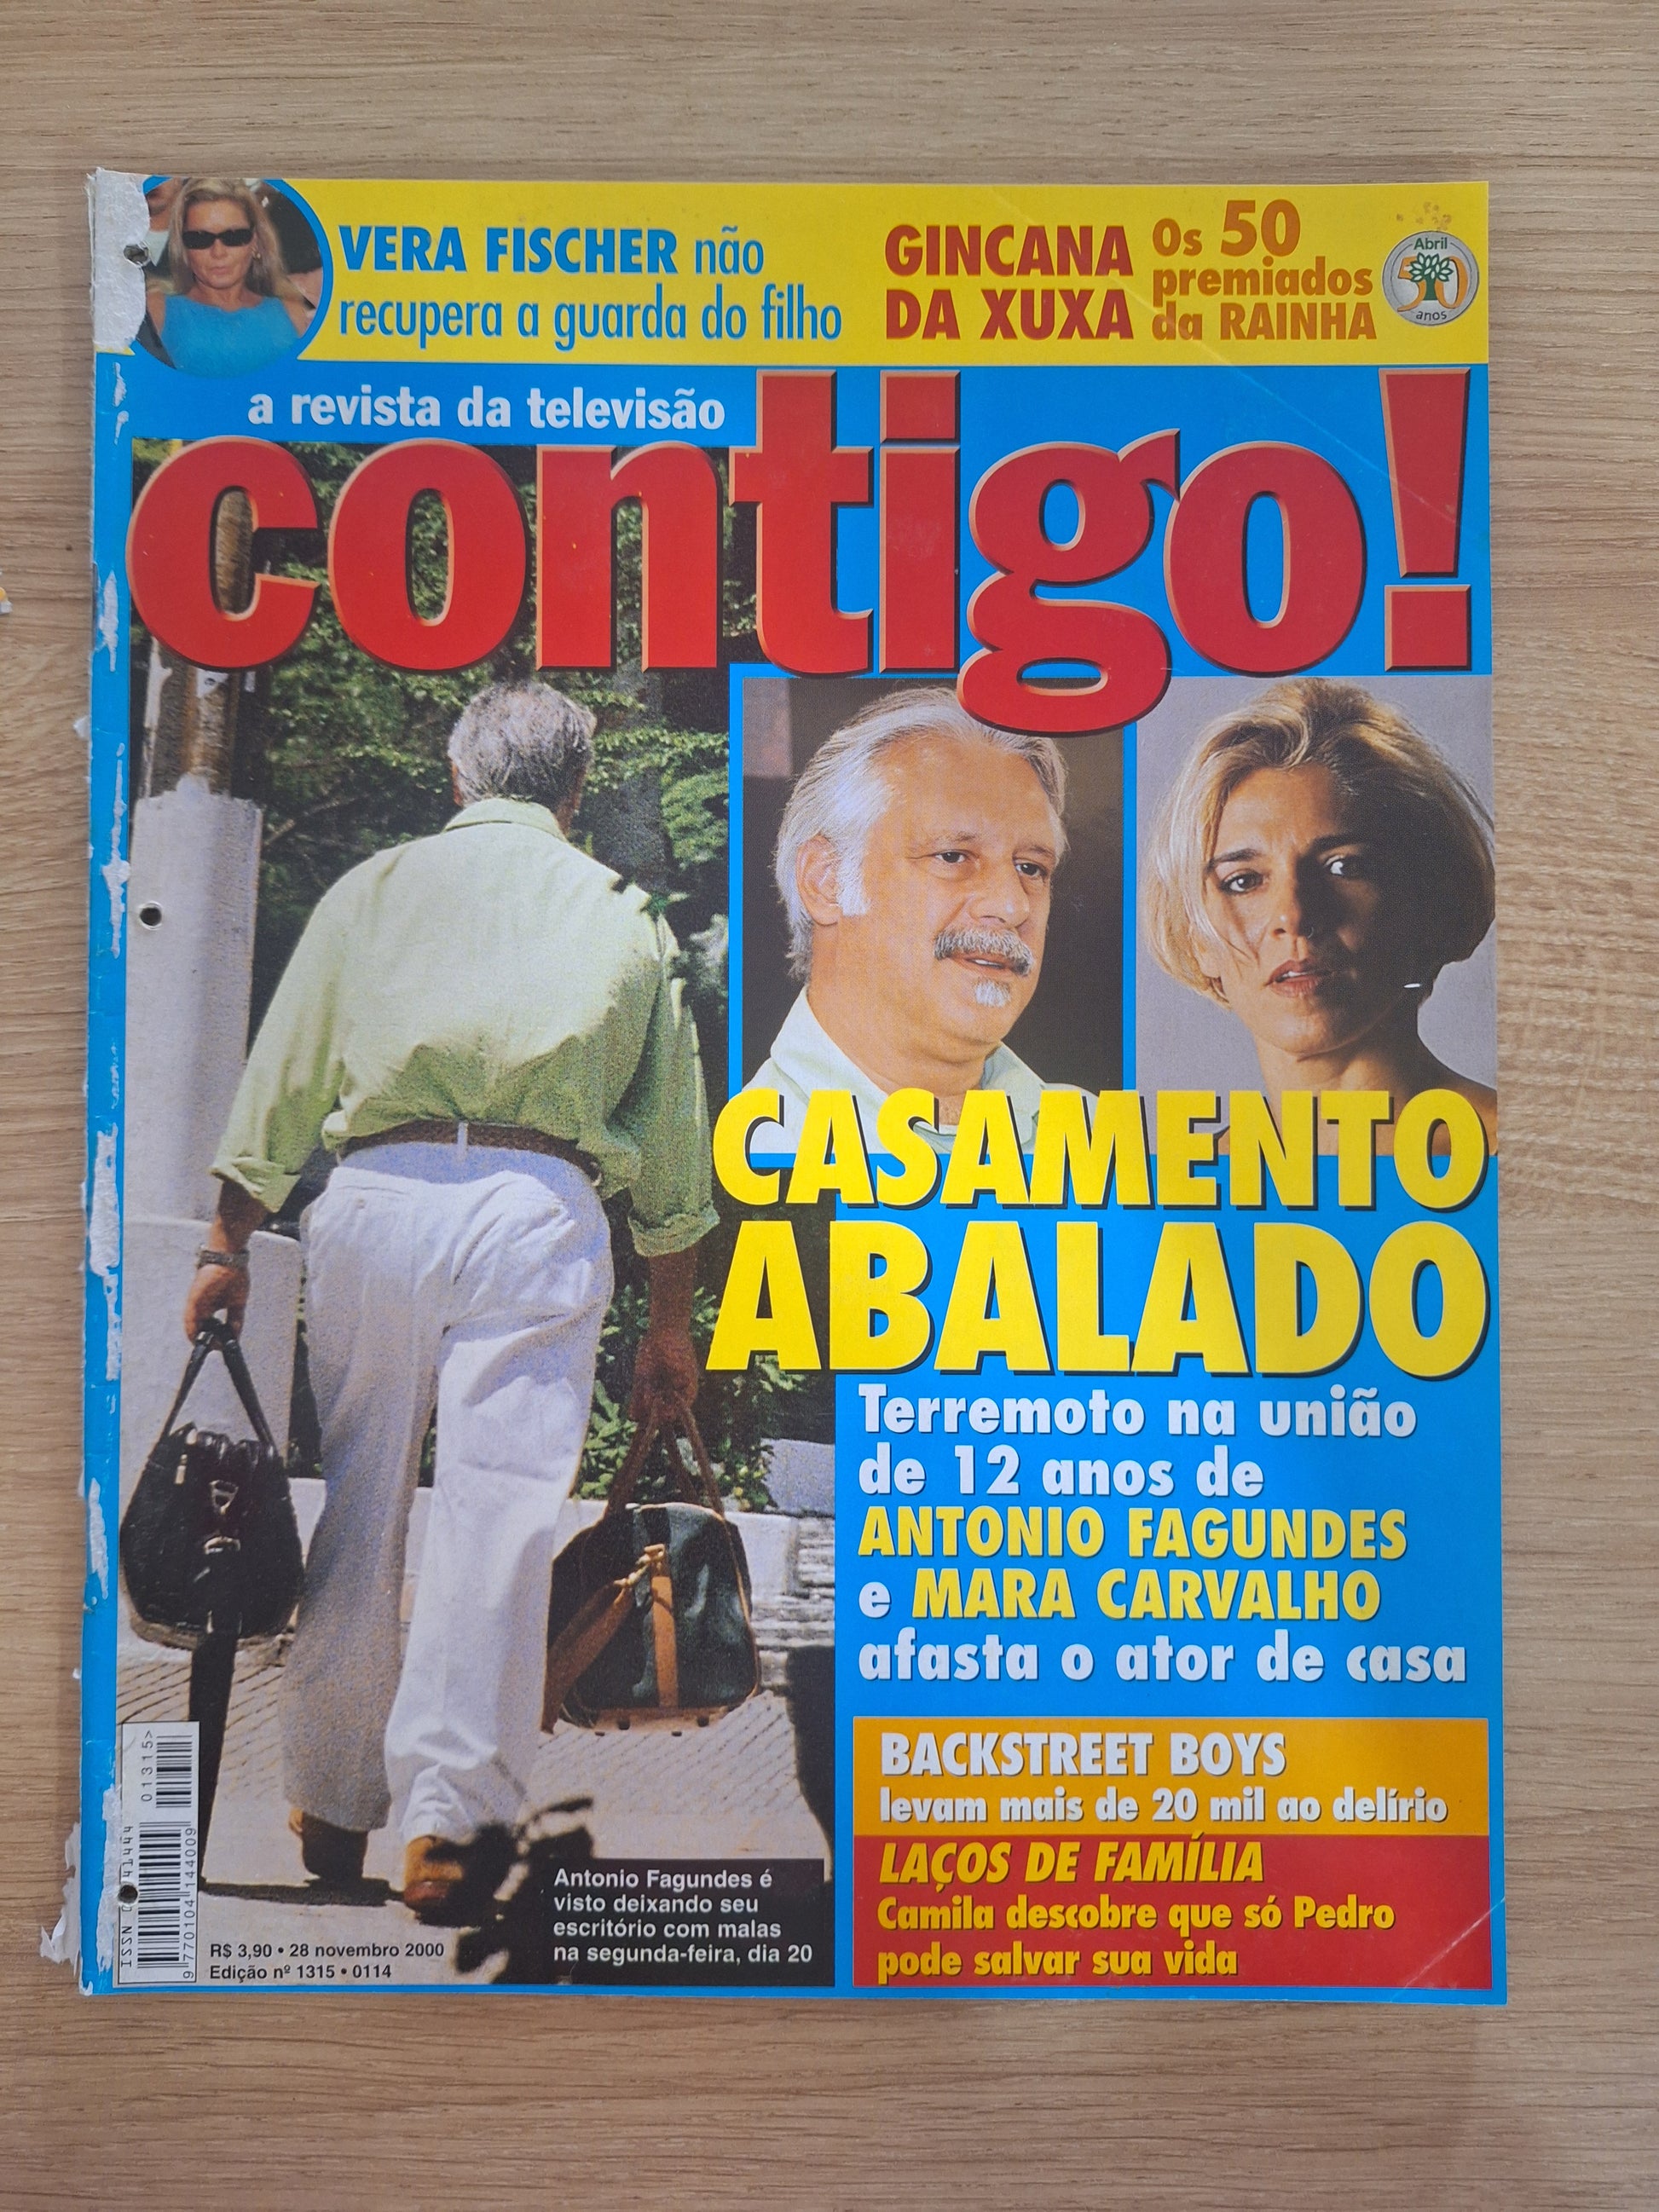 VERA FISCHER não
recupera a guarda do filho
GINCANA
DA XUXA
Os 50
premiados
da RAINHA
Abril
50
anos
a revista da televisão
contigo!
CASAMENTO
ABALADO
Terremoto na união
de 12 anos de
ANTONIO FAGUNDES
e MARA CARVALHO
afasta o ator de casa
BACKSTREET BOYS
levam mais de 20 mil ao delírio
LAÇOS DE FAMÍLIA
Camila descobre que só Pedro
pode salvar sua vida
Antonio Fagundes é
visto deixando seu
escritório com malas
na segunda-feira, dia 20
R$ 3,90 • 28 novembro 2000
Edição nº 1315 • 0114
ISSN
01315>
9 770104 144009